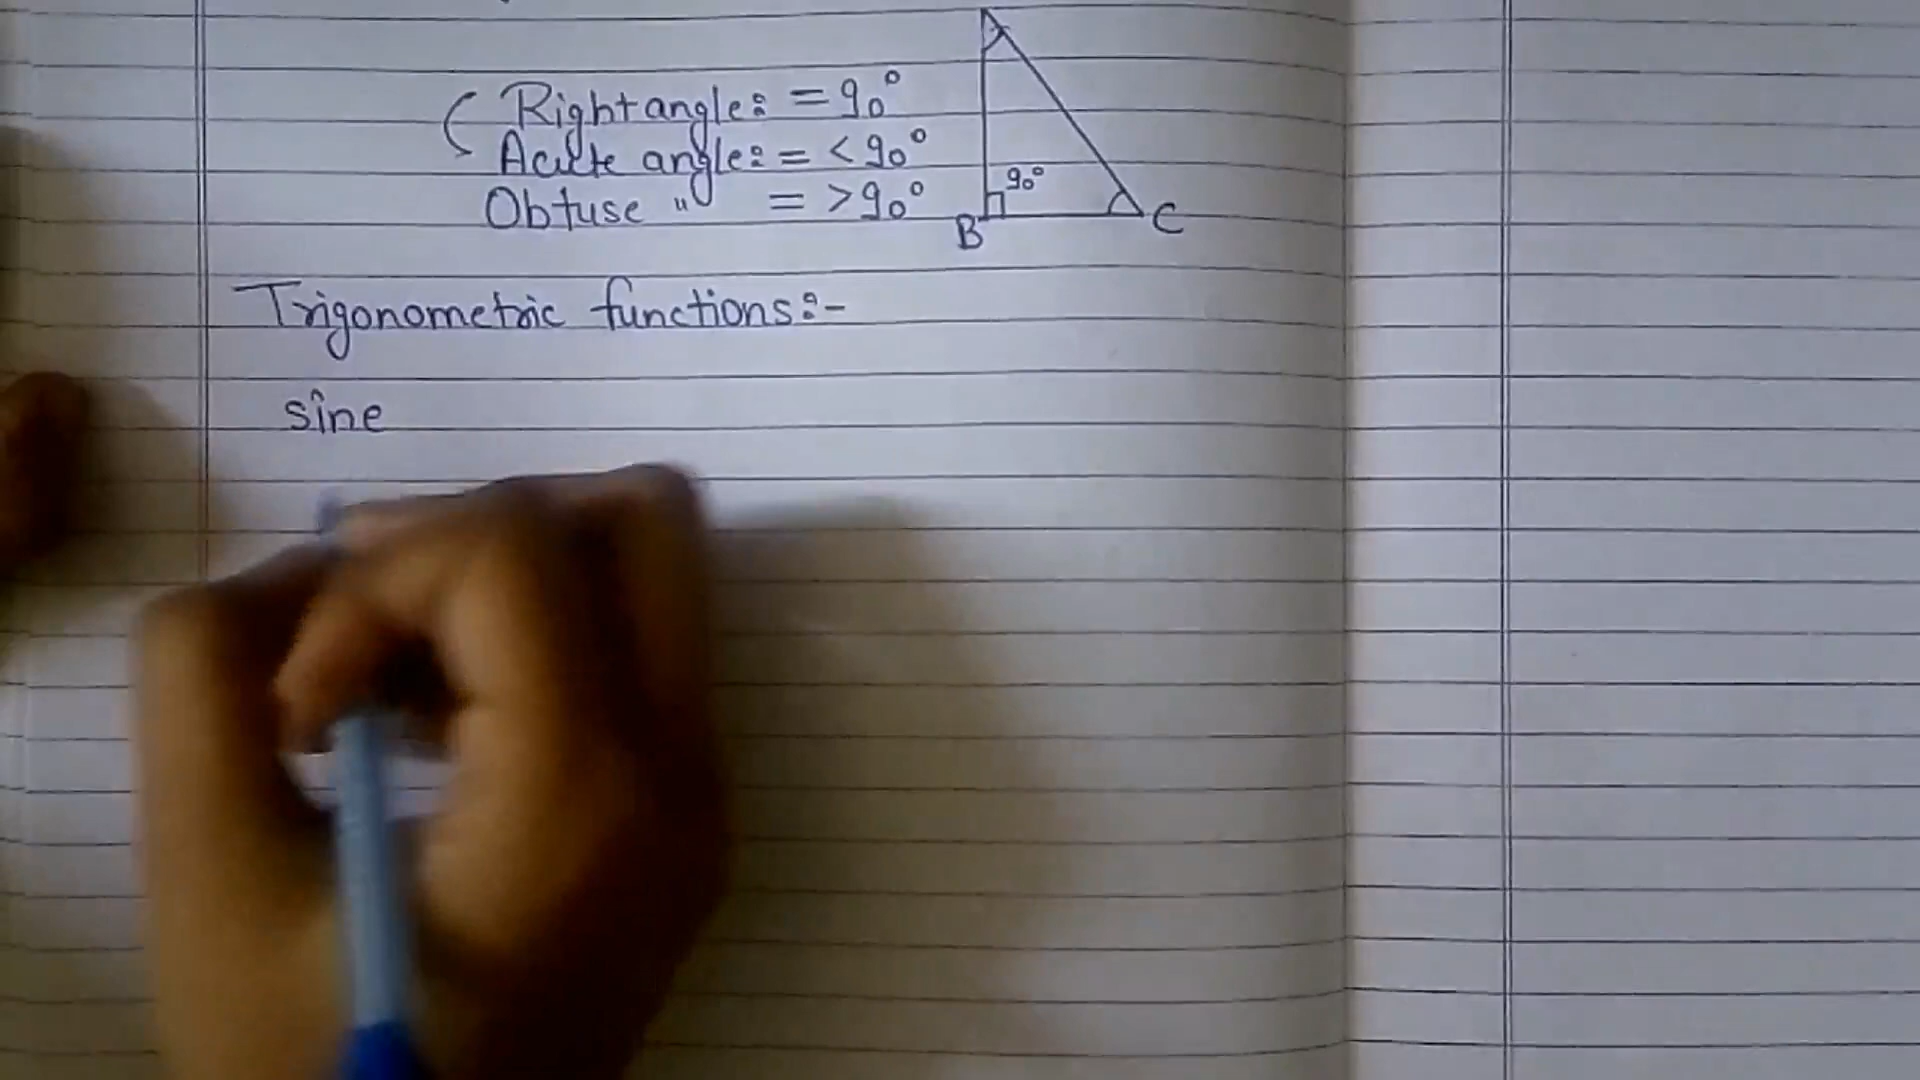 Right angle: = 90°
Acute angle: = < 90°
Obtuse " = > 90°
90°
B
C
Trigonometric functions:-
sine